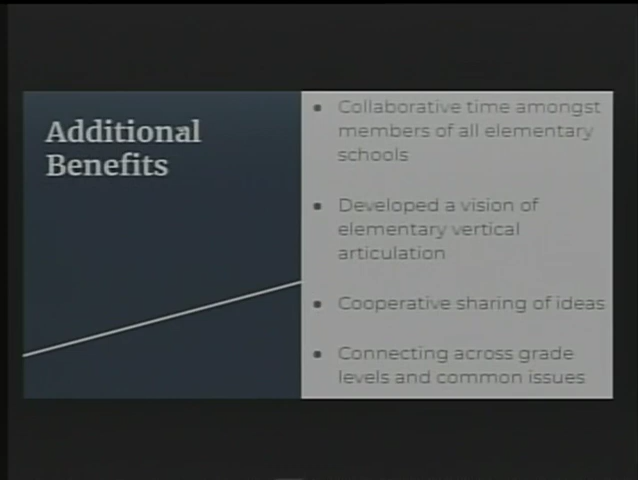 Additional
Benefits
• Collaborative time amongst
members of all elementary
schools
• Developed a vision of
elementary vertical
articulation
• Cooperative sharing of ideas
• Connecting across grade
levels and common issues